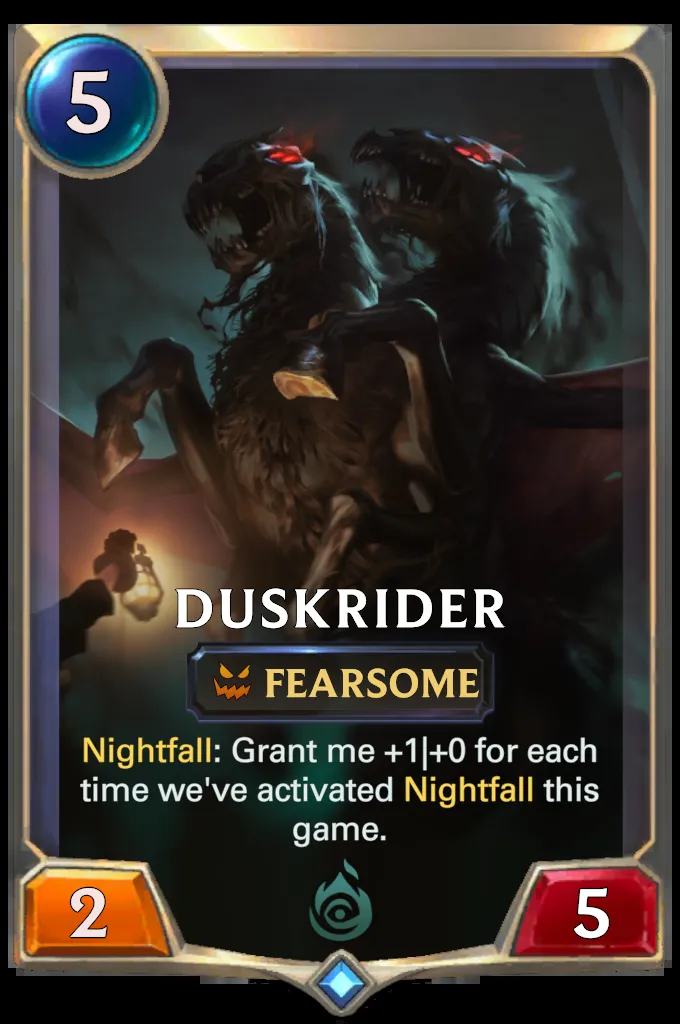 5
DUSKRIDER
FEARSOME
Nightfall: Grant me +1|+0 for each
time we've activated Nightfall this
game.
2
5